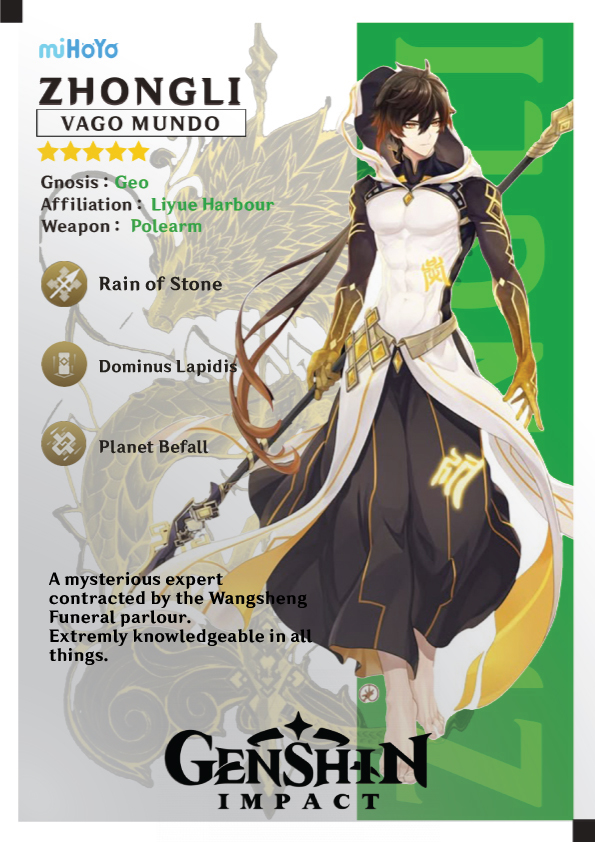 miHoYo
ZHONGLI
VAGO MUNDO
Gnosis : Geo
Affiliation : Liyue Harbour
Weapon : Polearm
Rain of Stone
Dominus Lapidis
Planet Befall
A mysterious expert
contracted by the Wangsheng
Funeral parlour.
Extremly knowledgeable in all
things.
GENSHIN
IMPACT
ZHONGLI